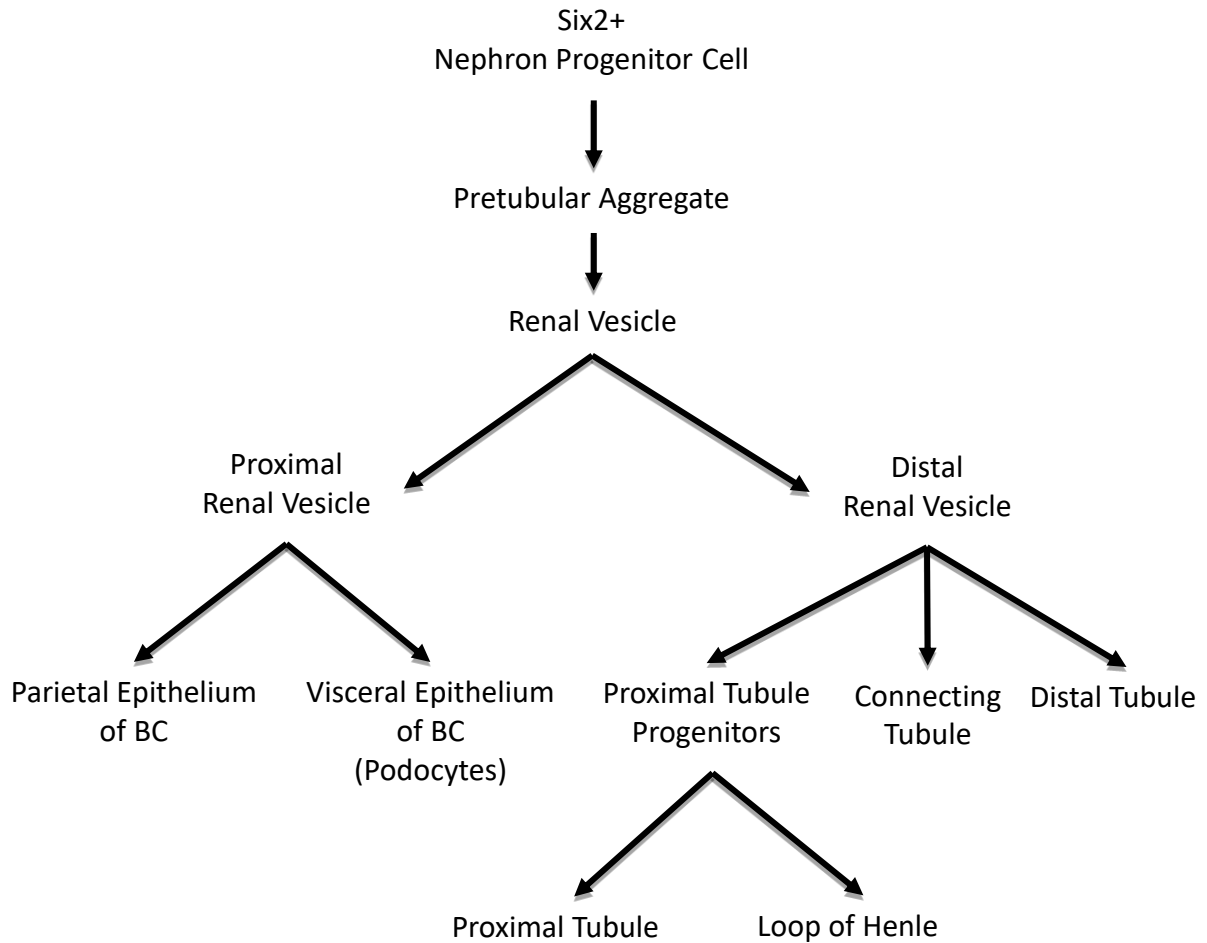 Six2+
Nephron Progenitor Cell
Pretubular Aggregate
Renal Vesicle
Proximal
Renal Vesicle
Distal
Renal Vesicle
Parietal Epithelium
of BC
Visceral Epithelium
of BC
(Podocytes)
Proximal Tubule
Progenitors
Connecting
Tubule
Distal Tubule
Proximal Tubule
Loop of Henle